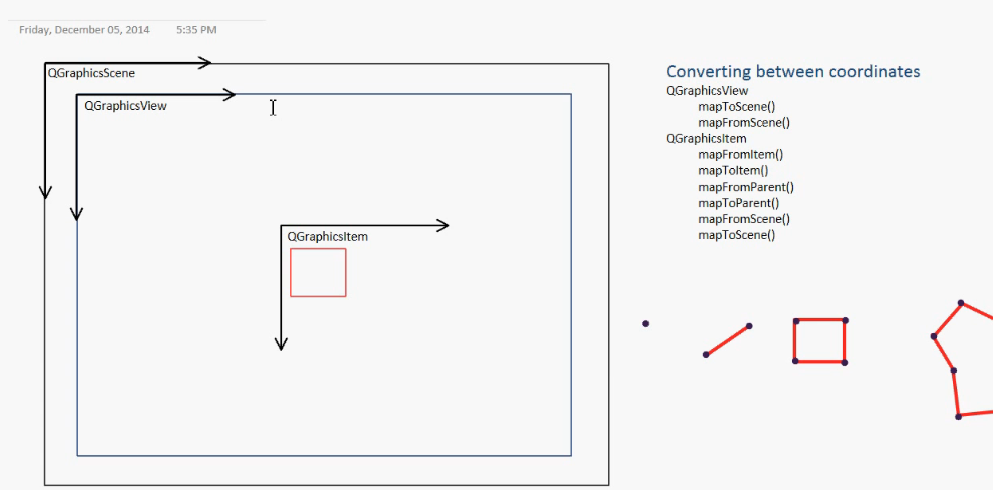 Friday, December 05, 2014 5:35 PM
QGraphicsScene
QGraphicsView
QGraphicsItem
Converting between coordinates
QGraphicsView
mapToScene()
mapFromScene()
QGraphicsItem
mapFromItem()
mapToItem()
mapFromParent()
mapToParent()
mapFromScene()
mapToScene()